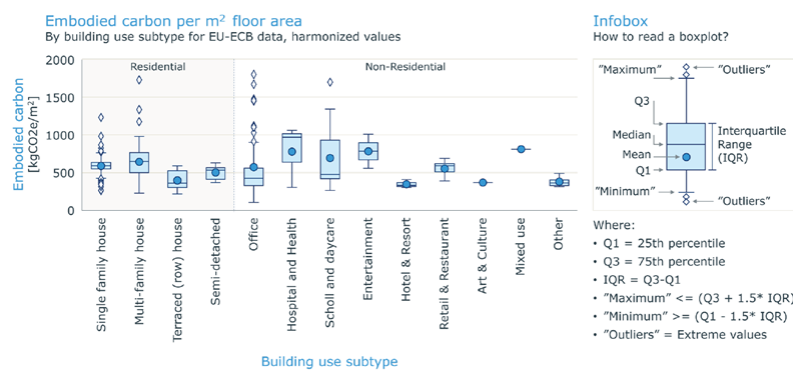 Embodied carbon per m² floor area
By building use subtype for EU-ECB data, harmonized values
Embodied carbon
[kgCO2e/m²]
2000
1500
1000
500
0
Residential
Non-Residential
Single family house
Multi-family house
Terraced (row) house
Semi-detached
Office
Hospital and Health
Scholl and daycare
Entertainment
Hotel & Resort
Retail & Restaurant
Art & Culture
Mixed use
Other
Building use subtype
Infobox
How to read a boxplot?
"Maximum"
"Outliers"
Q3
Median
Mean
Q1
Interquartile
Range
(IQR)
"Minimum"
"Outliers"
Where:
• Q1 = 25th percentile
• Q3 = 75th percentile
• IQR = Q3-Q1
• "Maximum" <= (Q3 + 1.5* IQR)
• "Minimum" >= (Q1 - 1.5* IQR)
• "Outliers" = Extreme values